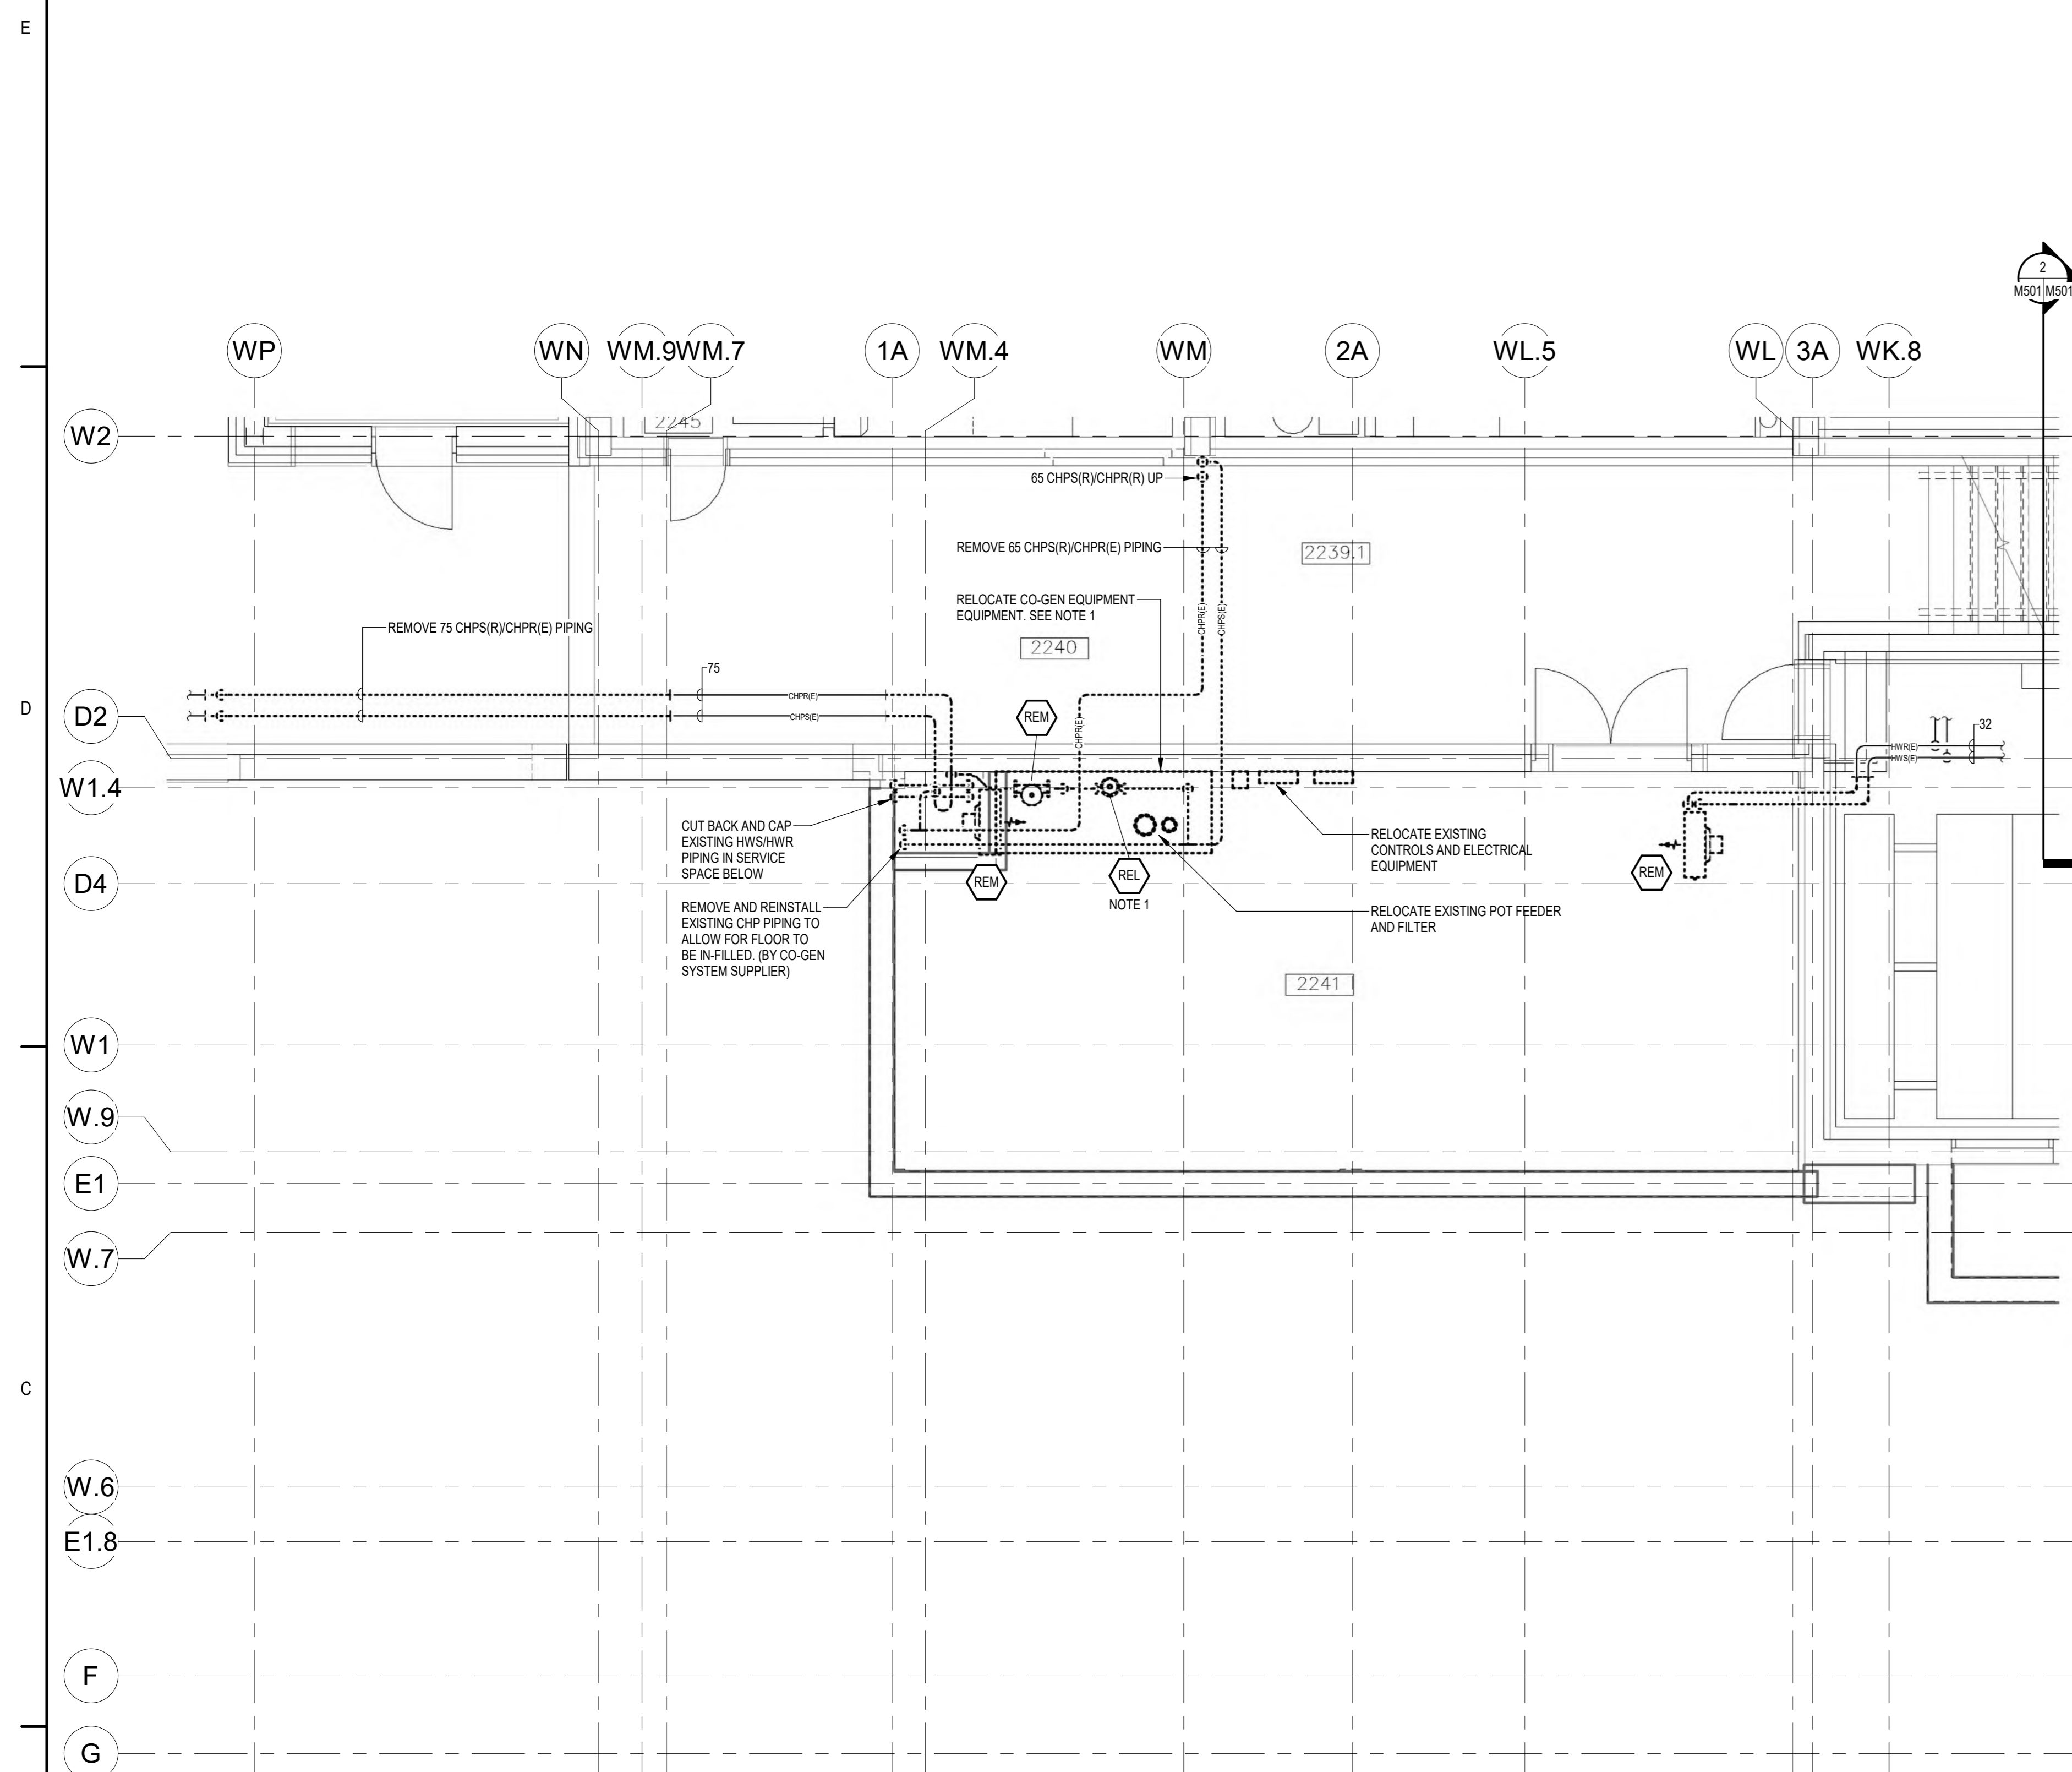 E
2
M501 M501
WP
WN
WM.9
WM.7
1A
WM.4
WM
2A
WL.5
WL
3A
WK.8
W2
2245
65 CHPS(R)/CHPR(R) UP
REMOVE 65 CHPS(R)/CHPR(E) PIPING
2239.1
RELOCATE CO-GEN EQUIPMENT
EQUIPMENT. SEE NOTE 1
CHPR(E)
CHPS(E)
REMOVE 75 CHPS(R)/CHPR(E) PIPING
2240
75
CHPR(E)
CHPS(E)
D
D2
REM
CHPR(E)
32
HWR(E)
HWS(E)
W1.4
CUT BACK AND CAP
EXISTING HWS/HWR
PIPING IN SERVICE
SPACE BELOW
RELOCATE EXISTING
CONTROLS AND ELECTRICAL
EQUIPMENT
D4
REM
REL
NOTE 1
REM
REMOVE AND REINSTALL
EXISTING CHP PIPING TO
ALLOW FOR FLOOR TO
BE IN-FILLED. (BY CO-GEN
SYSTEM SUPPLIER)
RELOCATE EXISTING POT FEEDER
AND FILTER
2241
W1
W.9
E1
W.7
C
W.6
E1.8
F
G